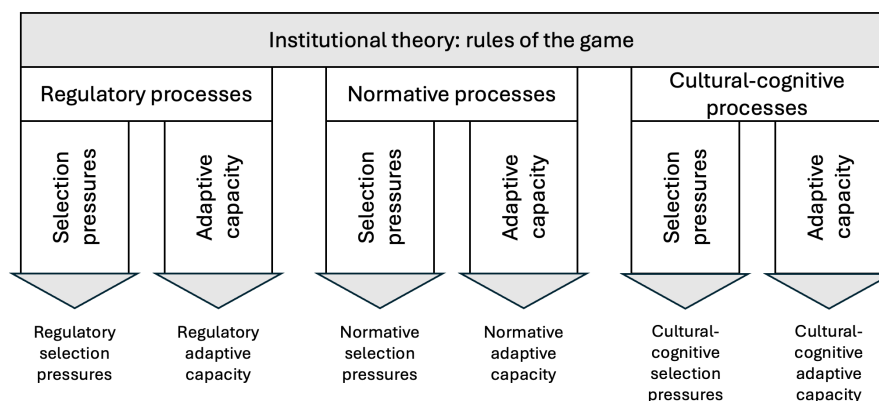 Institutional theory: rules of the game
Regulatory processes
Normative processes
Cultural-cognitive
processes
Selection
pressures
Adaptive
capacity
Selection
pressures
Adaptive
capacity
Selection
pressures
Adaptive
capacity
Regulatory
selection
pressures
Regulatory
adaptive
capacity
Normative
selection
pressures
Normative
adaptive
capacity
Cultural-
cognitive
selection
pressures
Cultural-
cognitive
adaptive
capacity